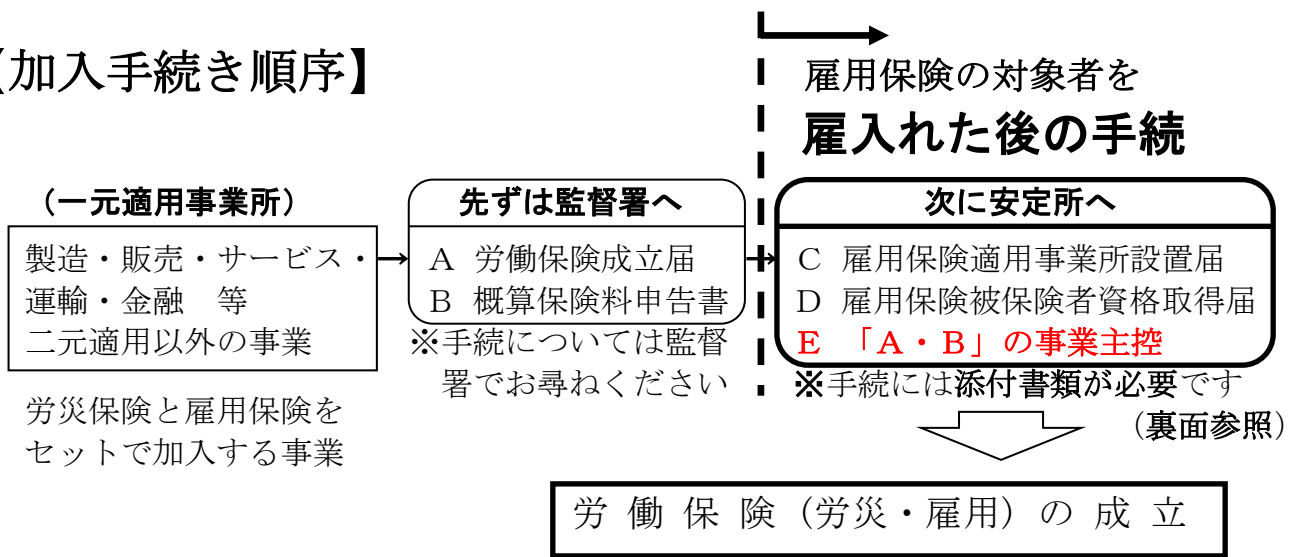 【加入手続き順序】
雇用保険の対象者を
雇入れた後の手続
（一元適用事業所）
製造・販売・サービス・
運輸・金融　等
二元適用以外の事業
労災保険と雇用保険を
セットで加入する事業
先ずは監督署へ
A　労働保険成立届
B　概算保険料申告書
※手続については監督
署でお尋ねください
次に安定所へ
C　雇用保険適用事業所設置届
D　雇用保険被保険者資格取得届
E　「A・B」の事業主控
※手続には添付書類が必要です
（裏面参照）
労 働 保 険（労災・雇用）の 成 立